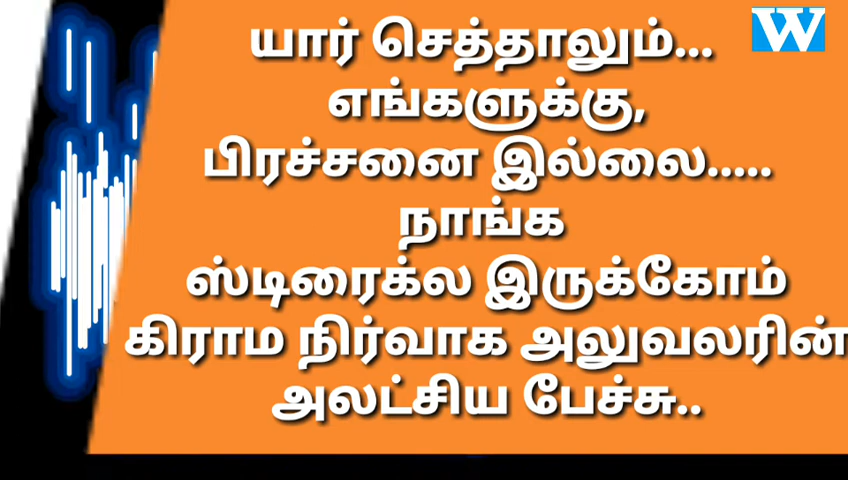 W
யார் செத்தாலும்...
எங்களுக்கு,
பிரச்சனை இல்லை.....
நாங்க
ஸ்டிரைக்ல இருக்கோம்
கிராம நிர்வாக அலுவலரின்
அலட்சிய பேச்சு..